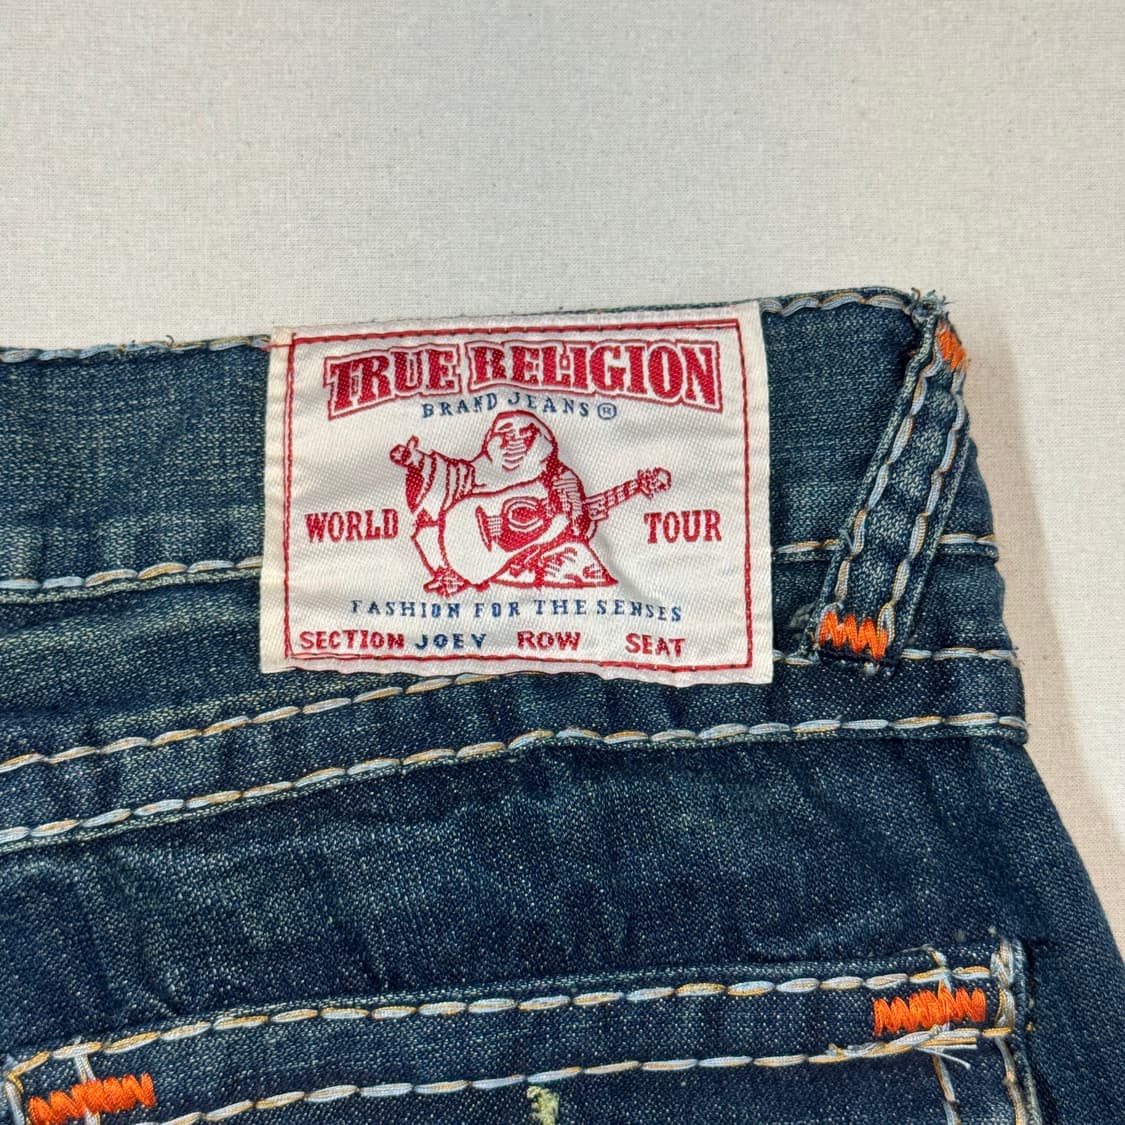 TRUE RELIGION
BRAND JEANS®
WORLD TOUR
FASHION FOR THE SENSES
SECTION JOEY ROW SEAT